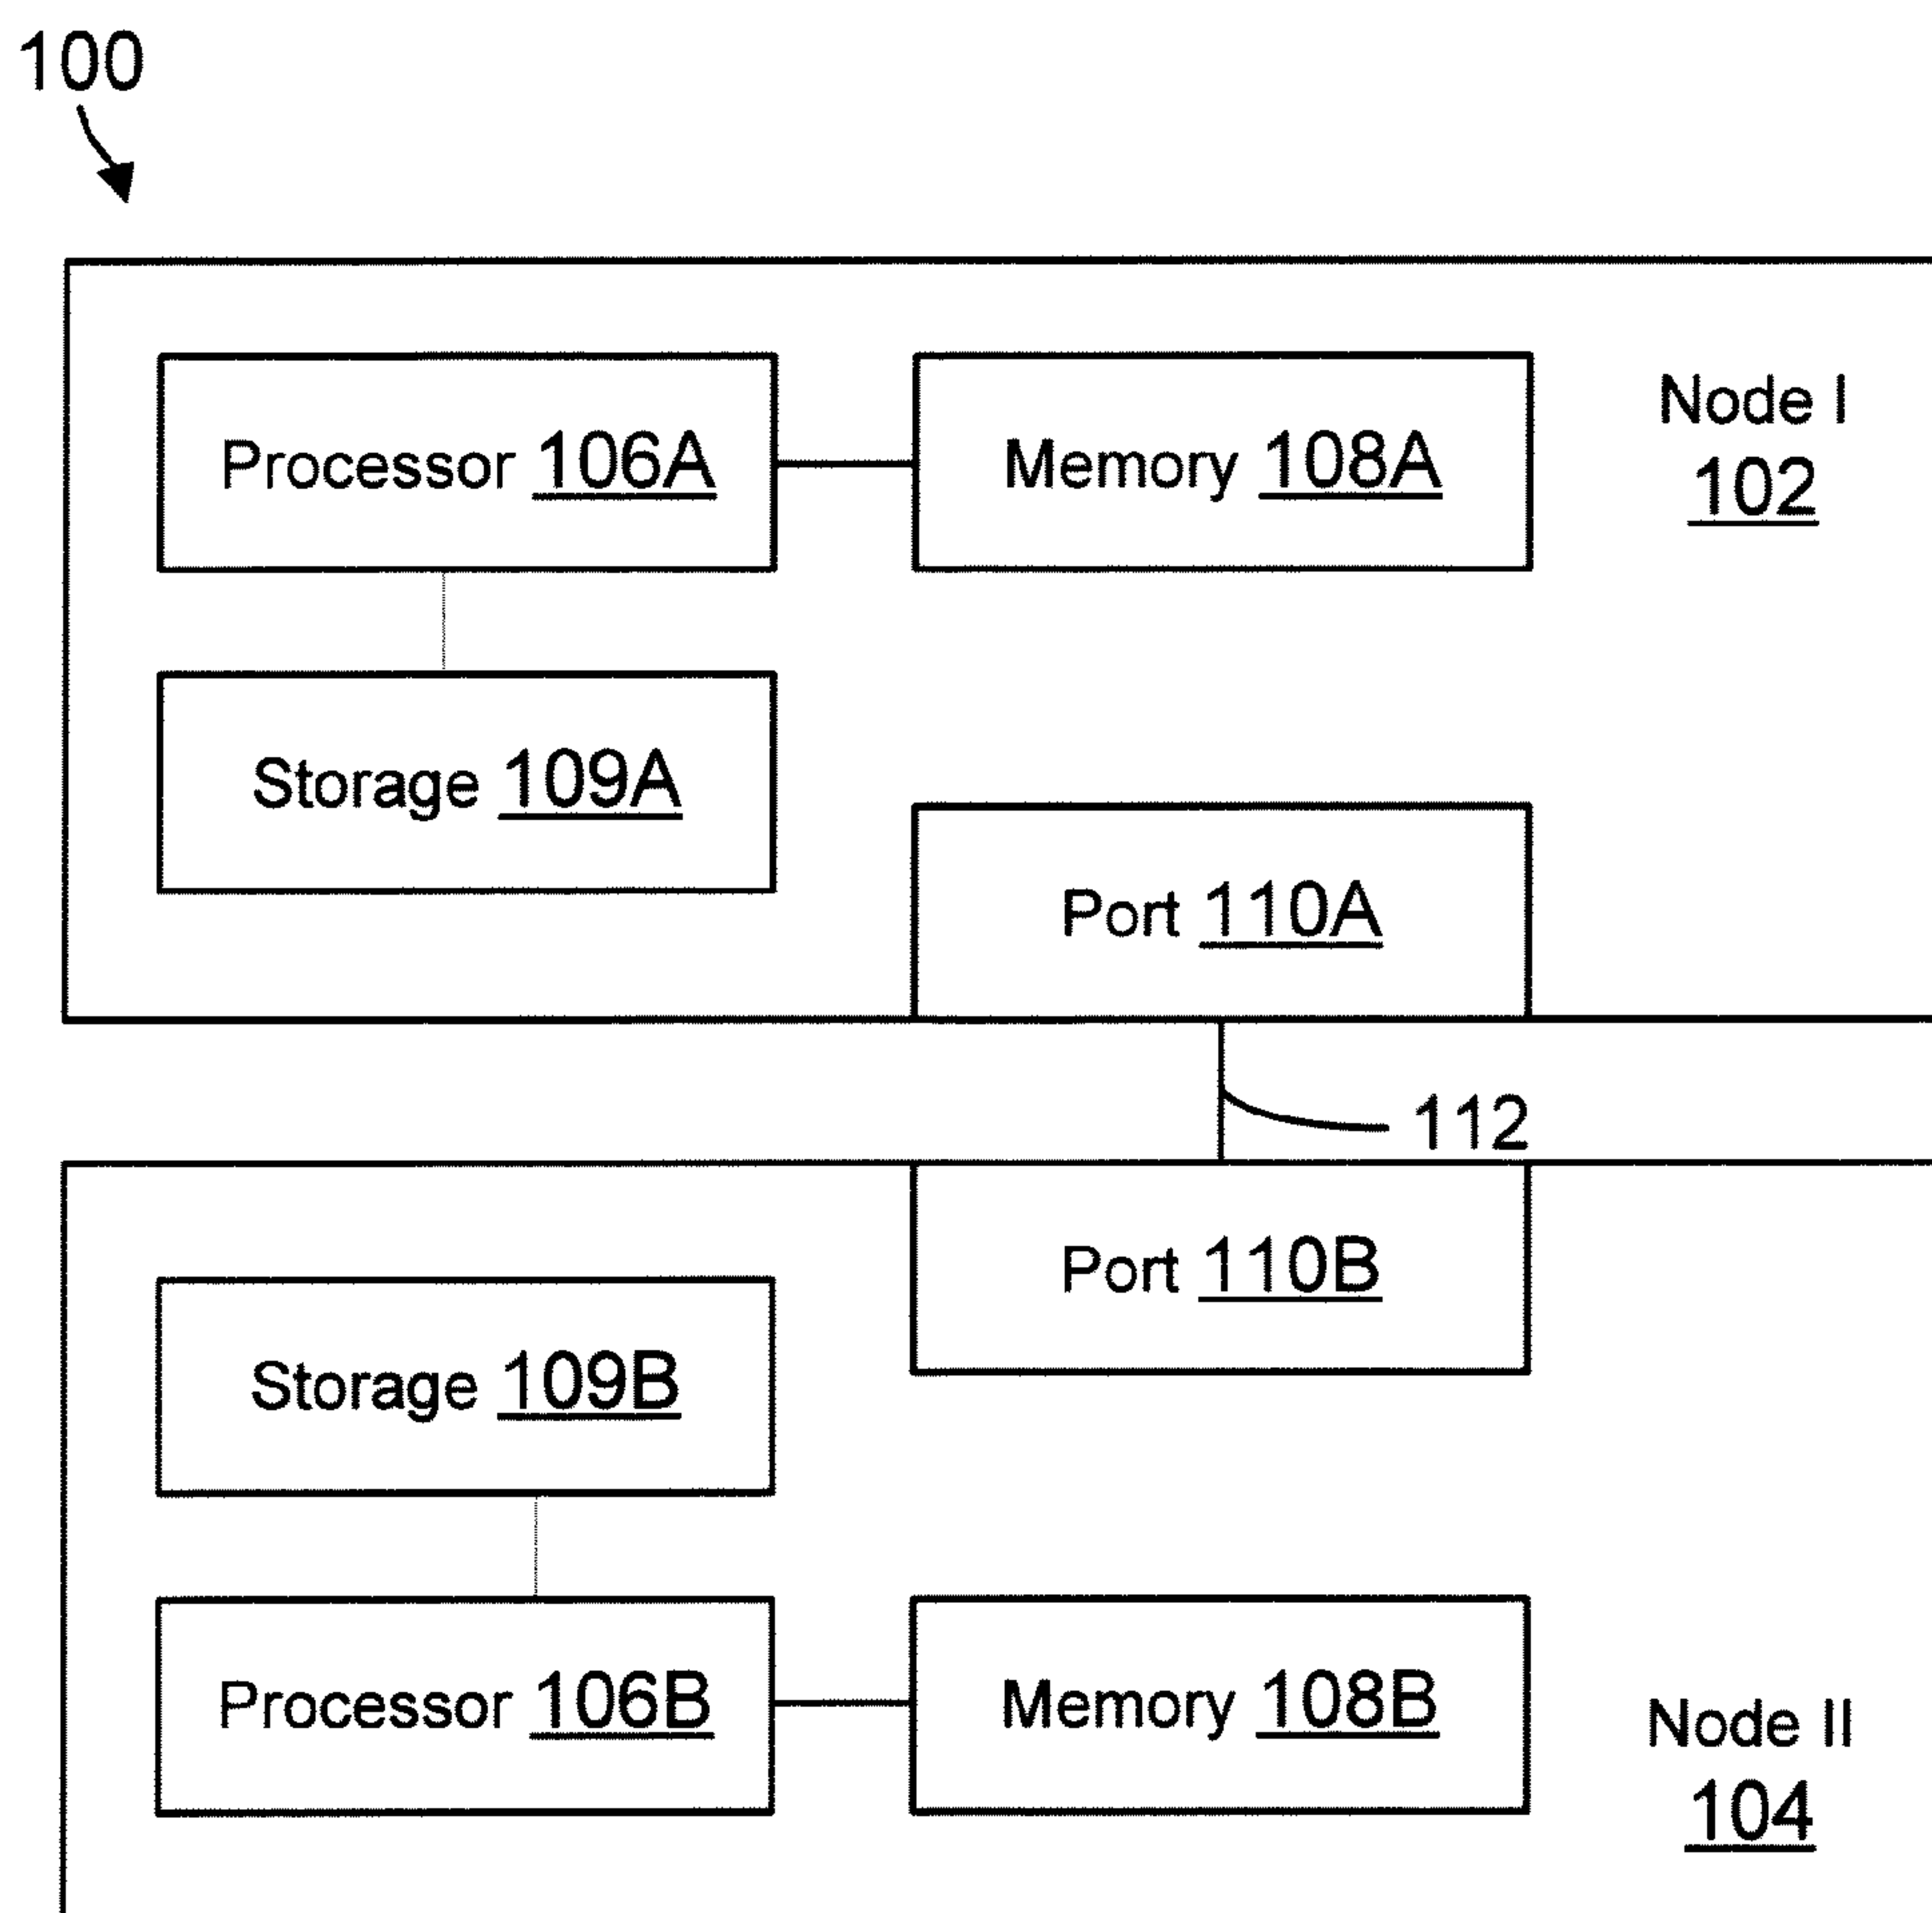 100
Processor 106A
Memory 108A
Node I
102
Storage 109A
Port 110A
112
Port 110B
Storage 109B
Processor 106B
Memory 108B
Node II
104